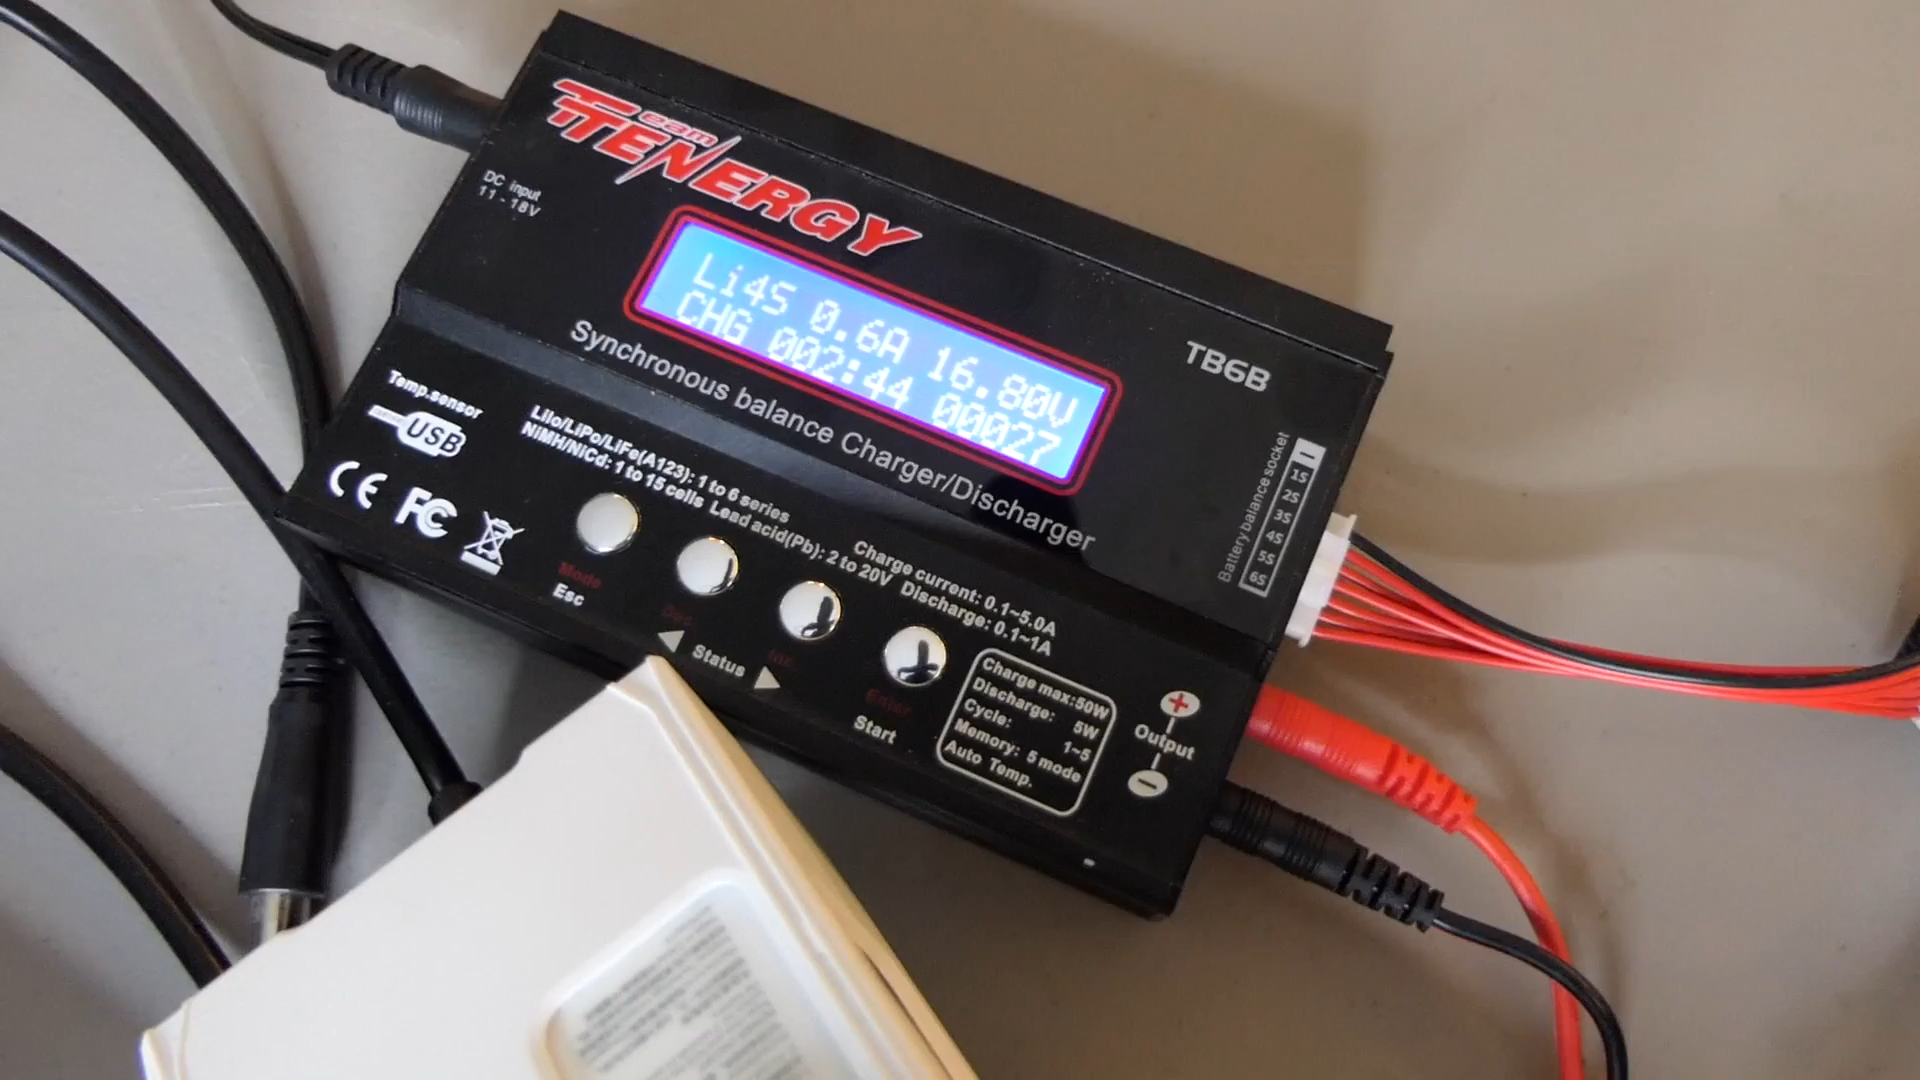 Team
TENERGY
DC input
11 - 18V
Li4S 0.6A 16.80V
CHG 002:44 00027
Synchronous balance Charger/Discharger
TB6B
Temp.sensor
USB
CE FC
LiIo/LiPo/LiFe(A123): 1 to 6 series
NiMH/NiCd: 1 to 15 cells Lead acid(Pb): 2 to 20V
Charge current: 0.1~5.0A
Discharge: 0.1~1A
Battery balance socket
1S
2S
3S
4S
5S
6S
Mode
Esc
Dec
Inc
Status
Enter
Start
Charge max:50W
Discharge: 5W
Cycle: 1~5
Memory: 5 mode
Auto Temp.
+
Output
−